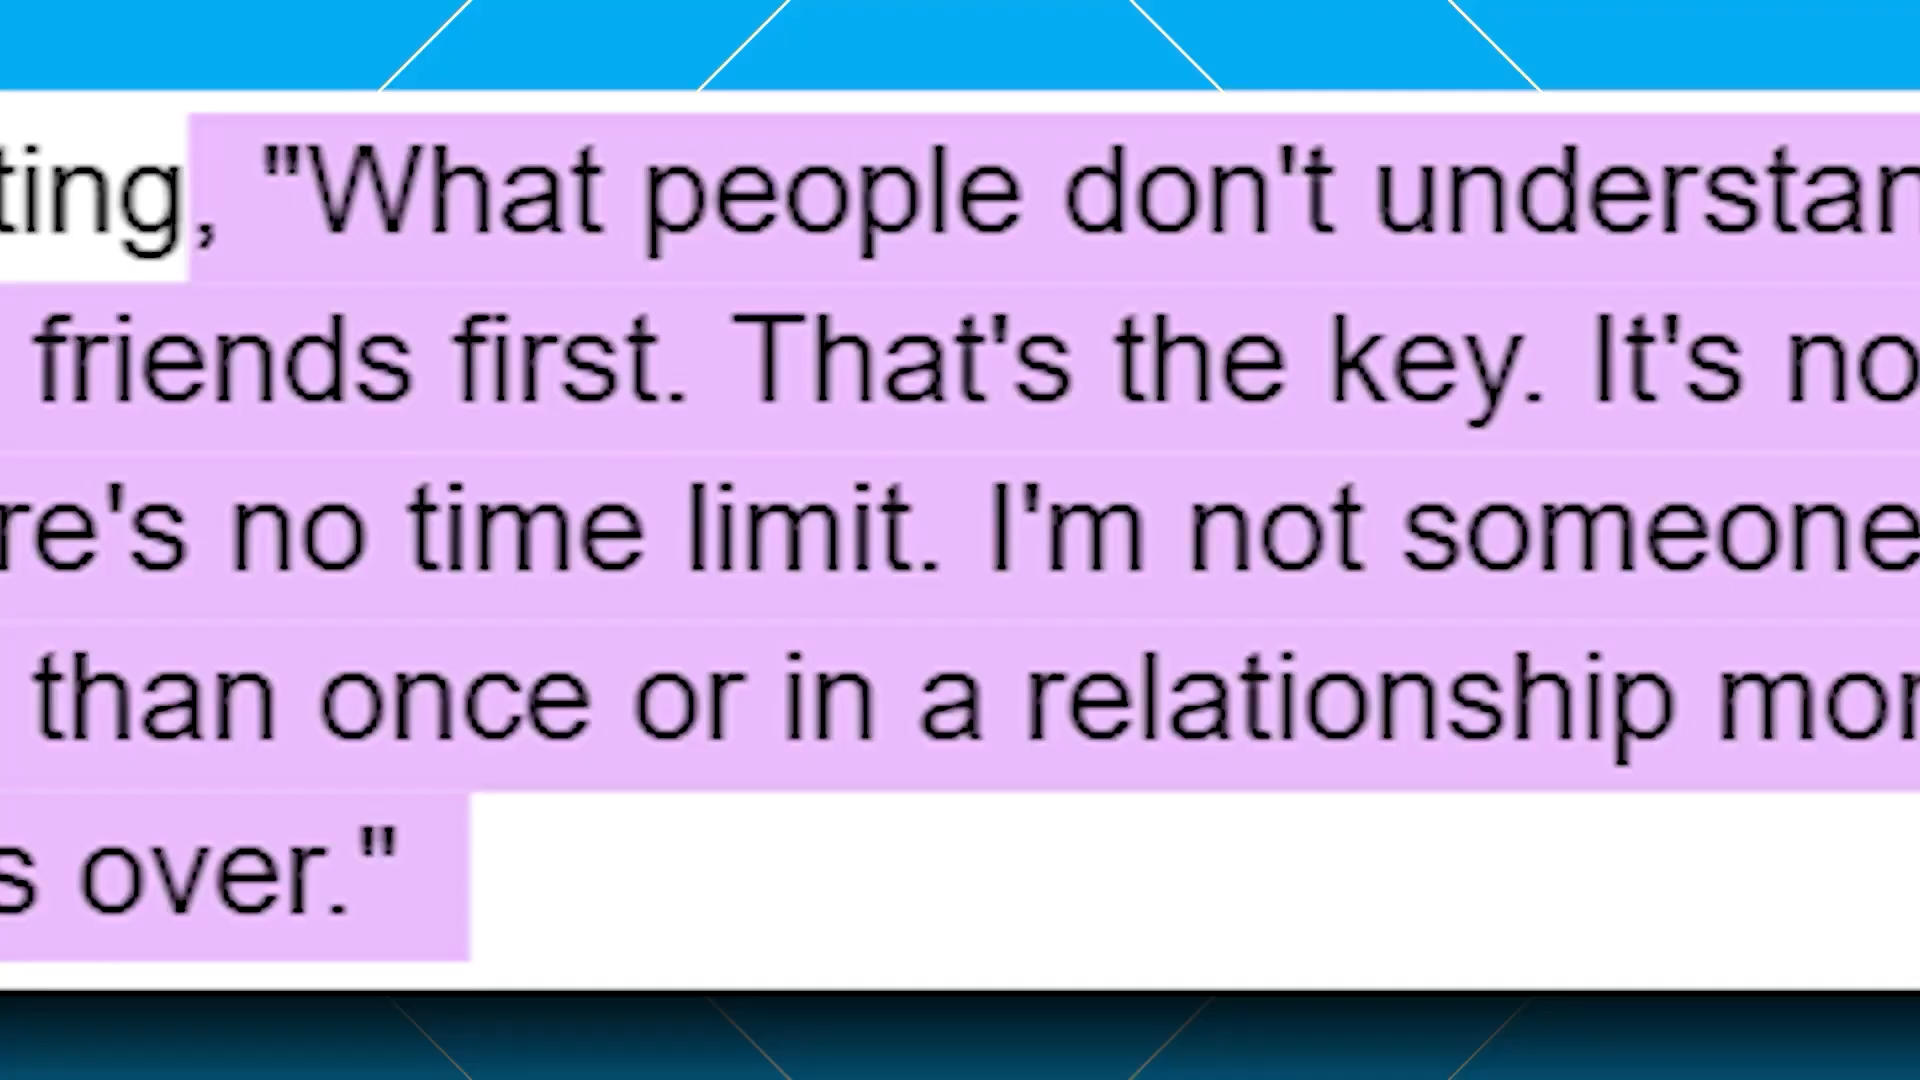 ting, "What people don't understan
friends first. That's the key. It's no
re's no time limit. I'm not someone
than once or in a relationship mor
s over."